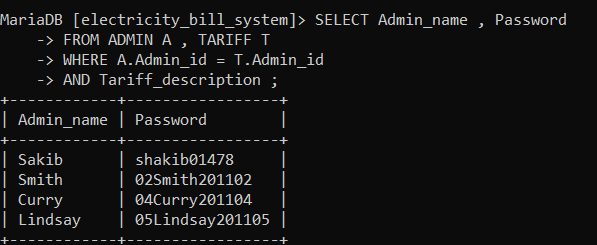 MariaDB [electricity_bill_system]> SELECT Admin_name , Password
    -> FROM ADMIN A , TARIFF T
    -> WHERE A.Admin_id = T.Admin_id
    -> AND Tariff_description ;
+------------+-----------------+
| Admin_name | Password        |
+------------+-----------------+
| Sakib      | shakib01478     |
| Smith      | 02Smith201102   |
| Curry      | 04Curry201104   |
| Lindsay    | 05Lindsay201105 |
+------------+-----------------+